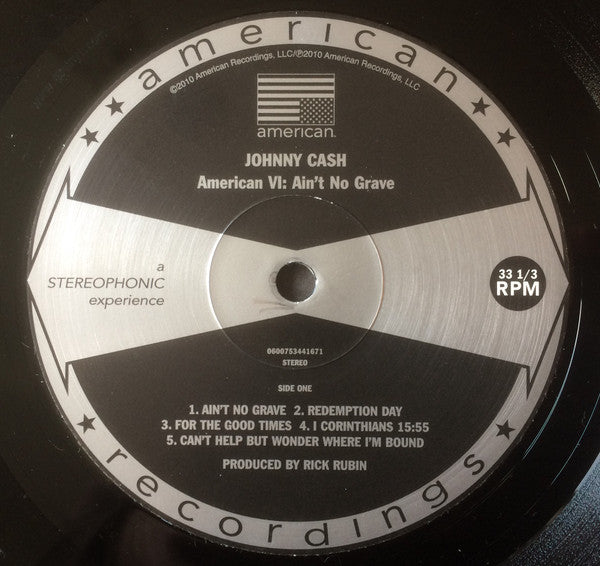 american
©2010 American Recordings, LLC/℗2010 American Recordings, LLC
american.
JOHNNY CASH
American VI: Ain't No Grave
a
STEREOPHONIC
experience
33 1/3
RPM
0600753441671
STEREO
SIDE ONE
1. AIN'T NO GRAVE 2. REDEMPTION DAY
3. FOR THE GOOD TIMES 4. I CORINTHIANS 15:55
5. CAN'T HELP BUT WONDER WHERE I'M BOUND
PRODUCED BY RICK RUBIN
recordings